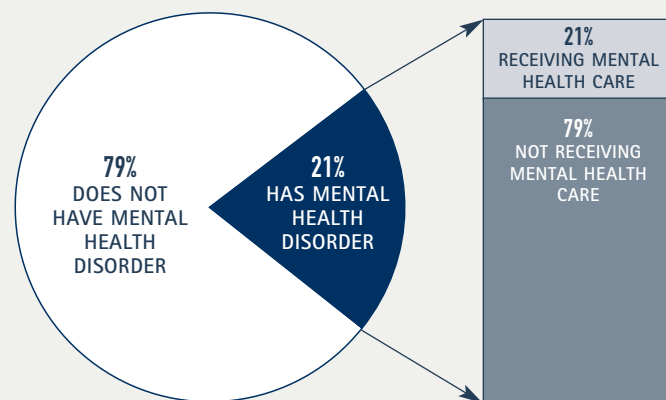 79%
DOES NOT
HAVE MENTAL
HEALTH
DISORDER
21%
HAS MENTAL
HEALTH
DISORDER
21%
RECEIVING MENTAL
HEALTH CARE
79%
NOT RECEIVING
MENTAL HEALTH
CARE